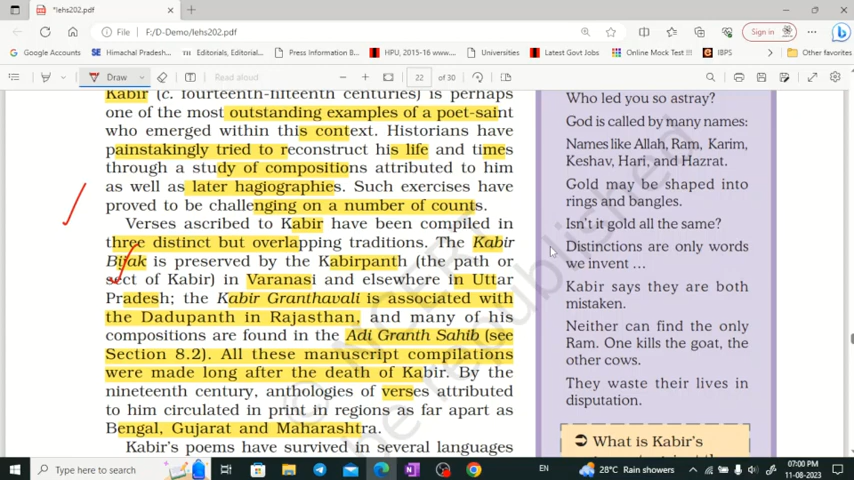 *lehs202.pdf
File
F:/D-Demo/lehs202.pdf
Sign in
Google
Course
SEE
Himachal Pradesh...
Editorials, Editorial...
Press Information B...
HPU, 2015-16 www....
Universities
Latest Govt Jobs
Online Mock Test
IBPS
Other favorites
Draw
Read aloud
22
of 30
Kabir (c. fourteenth-fifteenth centuries) is perhaps
one of the most outstanding examples of a poet-saint
who emerged within this context. Historians have
painstakingly tried to reconstruct his life and times
through a study of compositions attributed to him
as well as later hagiographies. Such exercises have
proved to be challenging on a number of counts.
Verses ascribed to Kabir have been compiled in
three distinct but overlapping traditions. The Kabir
Bijak is preserved by the Kabirpanth (the path or
sect of Kabir) in Varanasi and elsewhere in Uttar
Pradesh; the Kabir Granthavali is associated with
the Dadupanth in Rajasthan, and many of his
compositions are found in the Adi Granth Sahib (see
Section 8.2). All these manuscript compilations
were made long after the death of Kabir. By the
nineteenth century, anthologies of verses attributed
to him circulated in print in regions as far apart as
Bengal, Gujarat and Maharashtra.
Kabir's poems have survived in several languages
Who led you so astray?
God is called by many names:
Names like Allah, Ram, Karim,
Keshav, Hari, and Hazrat.
Gold may be shaped into
rings and bangles.
Isn't it gold all the same?
Distinctions are only words
we invent ...
Kabir says they are both
mistaken.
Neither can find the only
Ram. One kills the goat, the
other cows.
They waste their lives in
disputation.
What is Kabir's
© NCERT
be republished
Type here to search
EN
28°C Rain showers
07:00 PM
11-08-2023